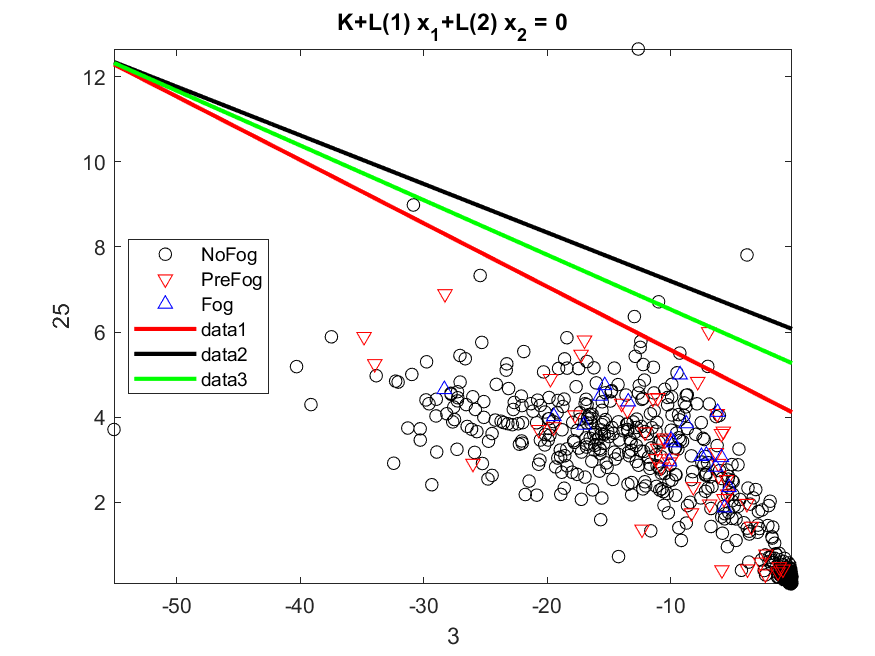 K+L(1) x1+L(2) x2 = 0
12
10
8
6
4
2
25
NoFog
PreFog
Fog
data1
data2
data3
-50
-40
-30
-20
-10
3